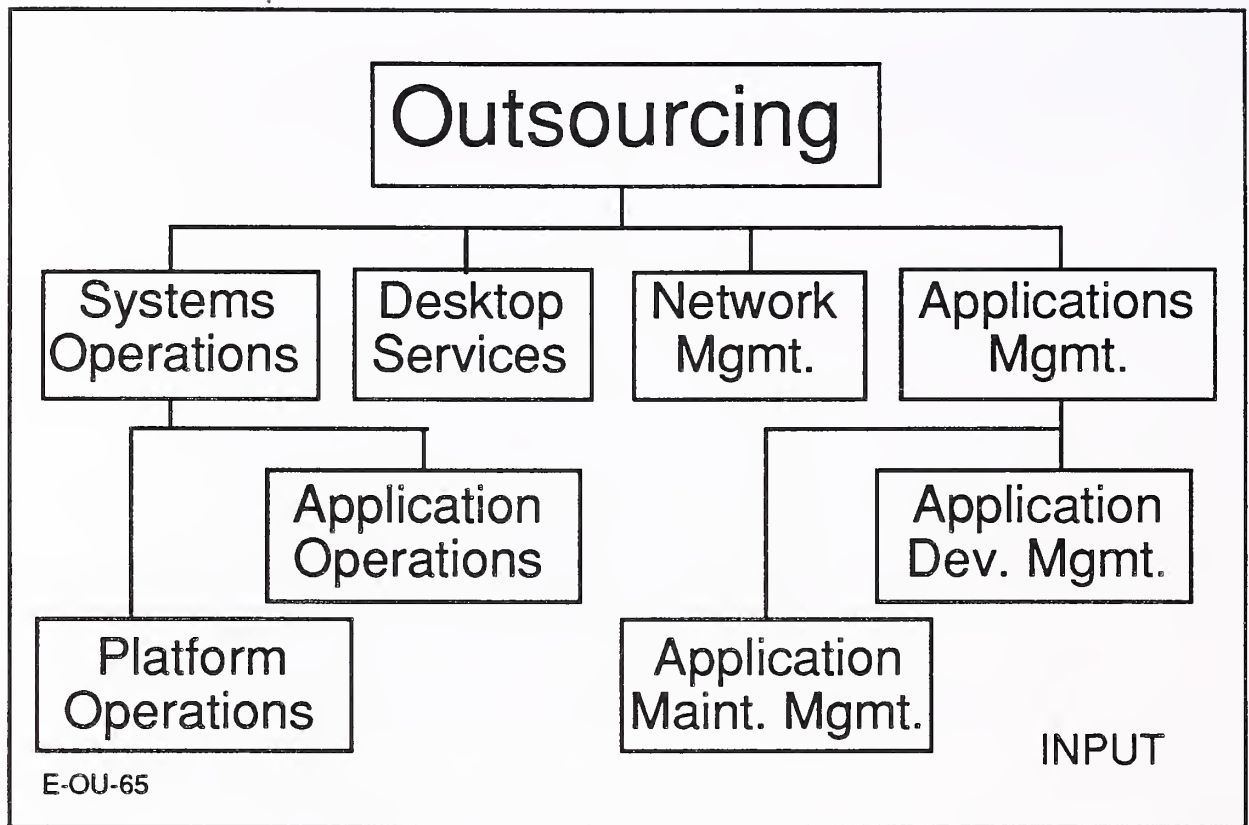 Outsourcing
Systems
Operations
Desktop
Services
Network
Mgmt.
Applications
Mgmt.
Application
Operations
Application
Dev. Mgmt.
Platform
Operations
Application
Maint. Mgmt.
INPUT
E-OU-65